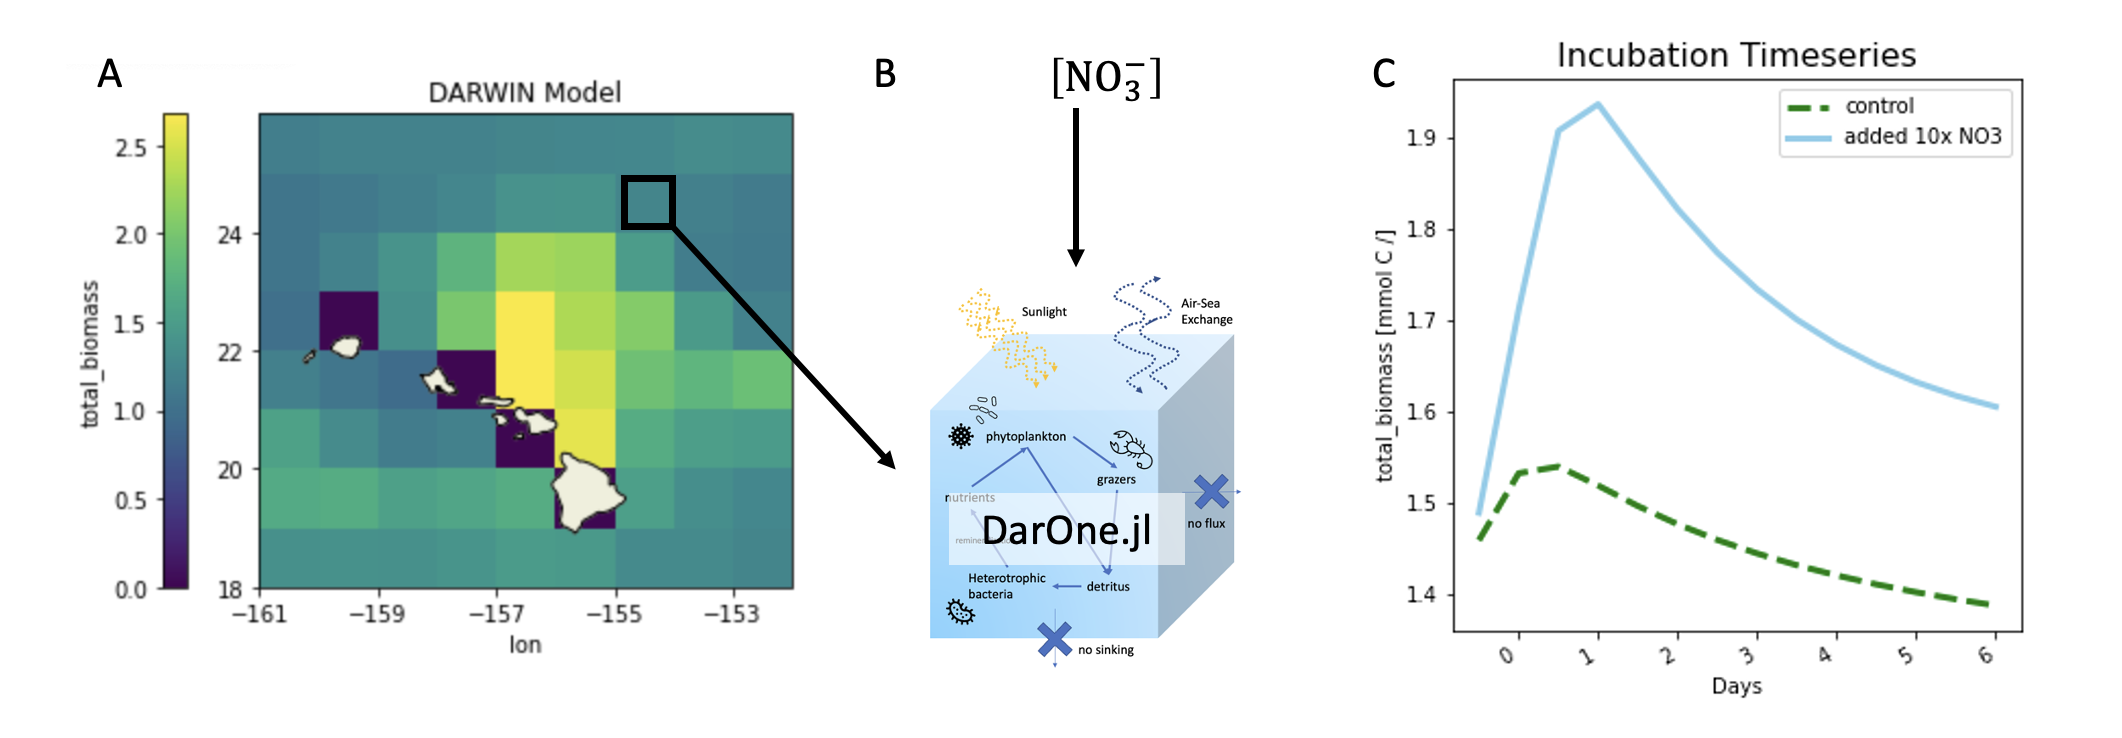 A
DARWIN Model
total_biomass
2.5
2.0
1.5
1.0
0.5
0.0
24
22
20
18
−161
−159
−157
−155
−153
lon
B
[NO₃⁻]
Sunlight
Air-Sea
Exchange
phytoplankton
grazers
nutrients
DarOne.jl
no flux
Heterotrophic
bacteria
detritus
no sinking
C
Incubation Timeseries
control
added 10x NO3
total_biomass [mmol C /]
1.9
1.8
1.7
1.6
1.5
1.4
0
1
2
3
4
5
6
Days